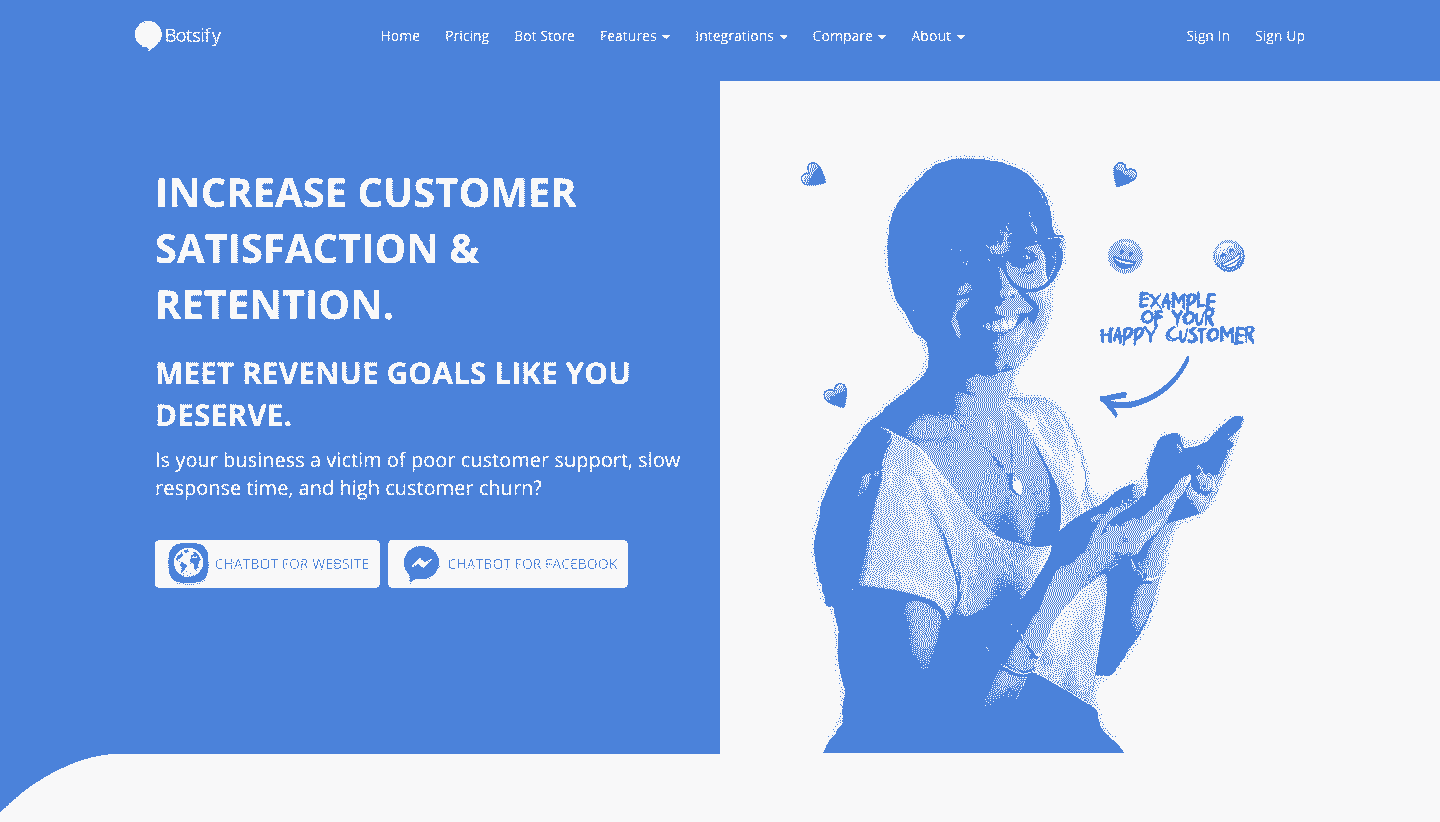 Botsify
Home
Pricing
Bot Store
Features
Integrations
Compare
About
Sign In
Sign Up
INCREASE CUSTOMER
SATISFACTION &
RETENTION.
MEET REVENUE GOALS LIKE YOU
DESERVE.
Is your business a victim of poor customer support, slow
response time, and high customer churn?
CHATBOT FOR WEBSITE
CHATBOT FOR FACEBOOK
EXAMPLE
OF YOUR
HAPPY CUSTOMER